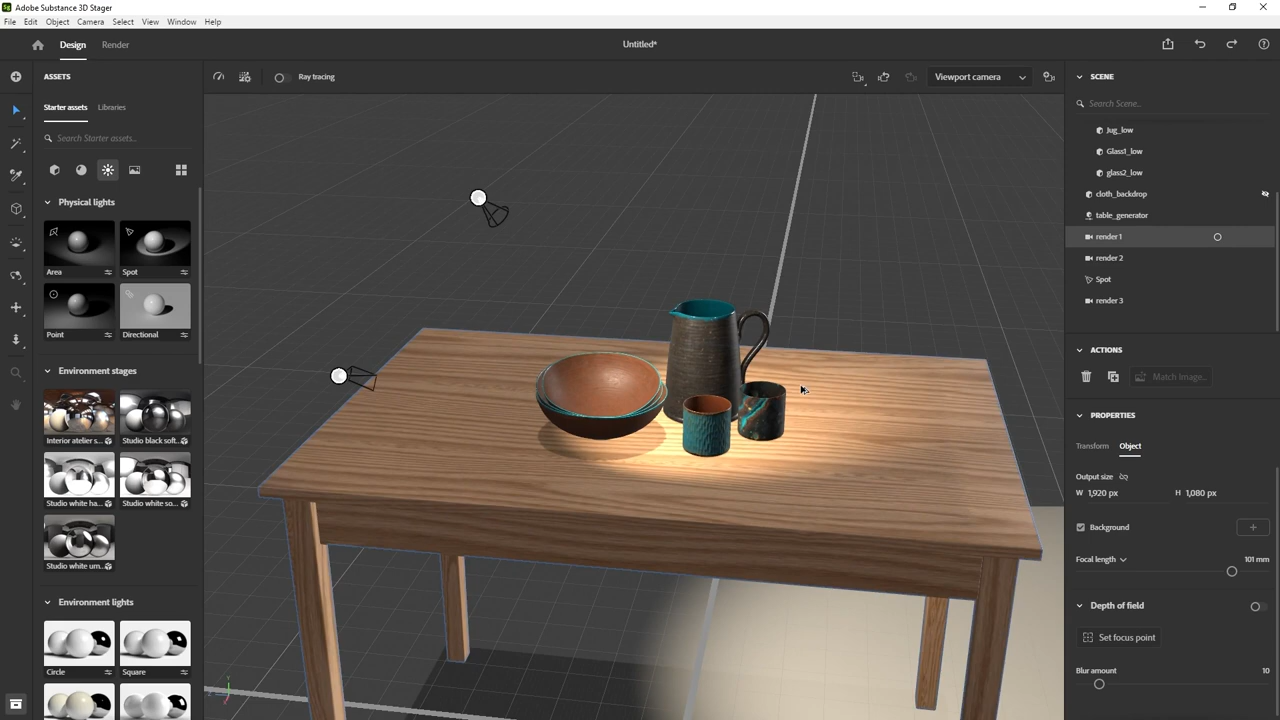 Sg Adobe Substance 3D Stager
File Edit Object Camera Select View Window Help
Design Render Untitled*
ASSETS
Starter assets Libraries
Search Starter assets...
Physical lights
Area Spot
Point Directional
Environment stages
Interior atelier s... Studio black soft...
Studio white ha... Studio white so...
Studio white um...
Environment lights
Circle Square
Ray tracing
Viewport camera
SCENE
Search Scene...
Jug_low
Glass1_low
glass2_low
cloth_backdrop
table_generator
render1
render 2
Spot
render 3
ACTIONS
Match Image...
PROPERTIES
Transform Object
Output size
W 1,920 px H 1,080 px
Background
Focal length 101 mm
Depth of field
Set focus point
Blur amount 10